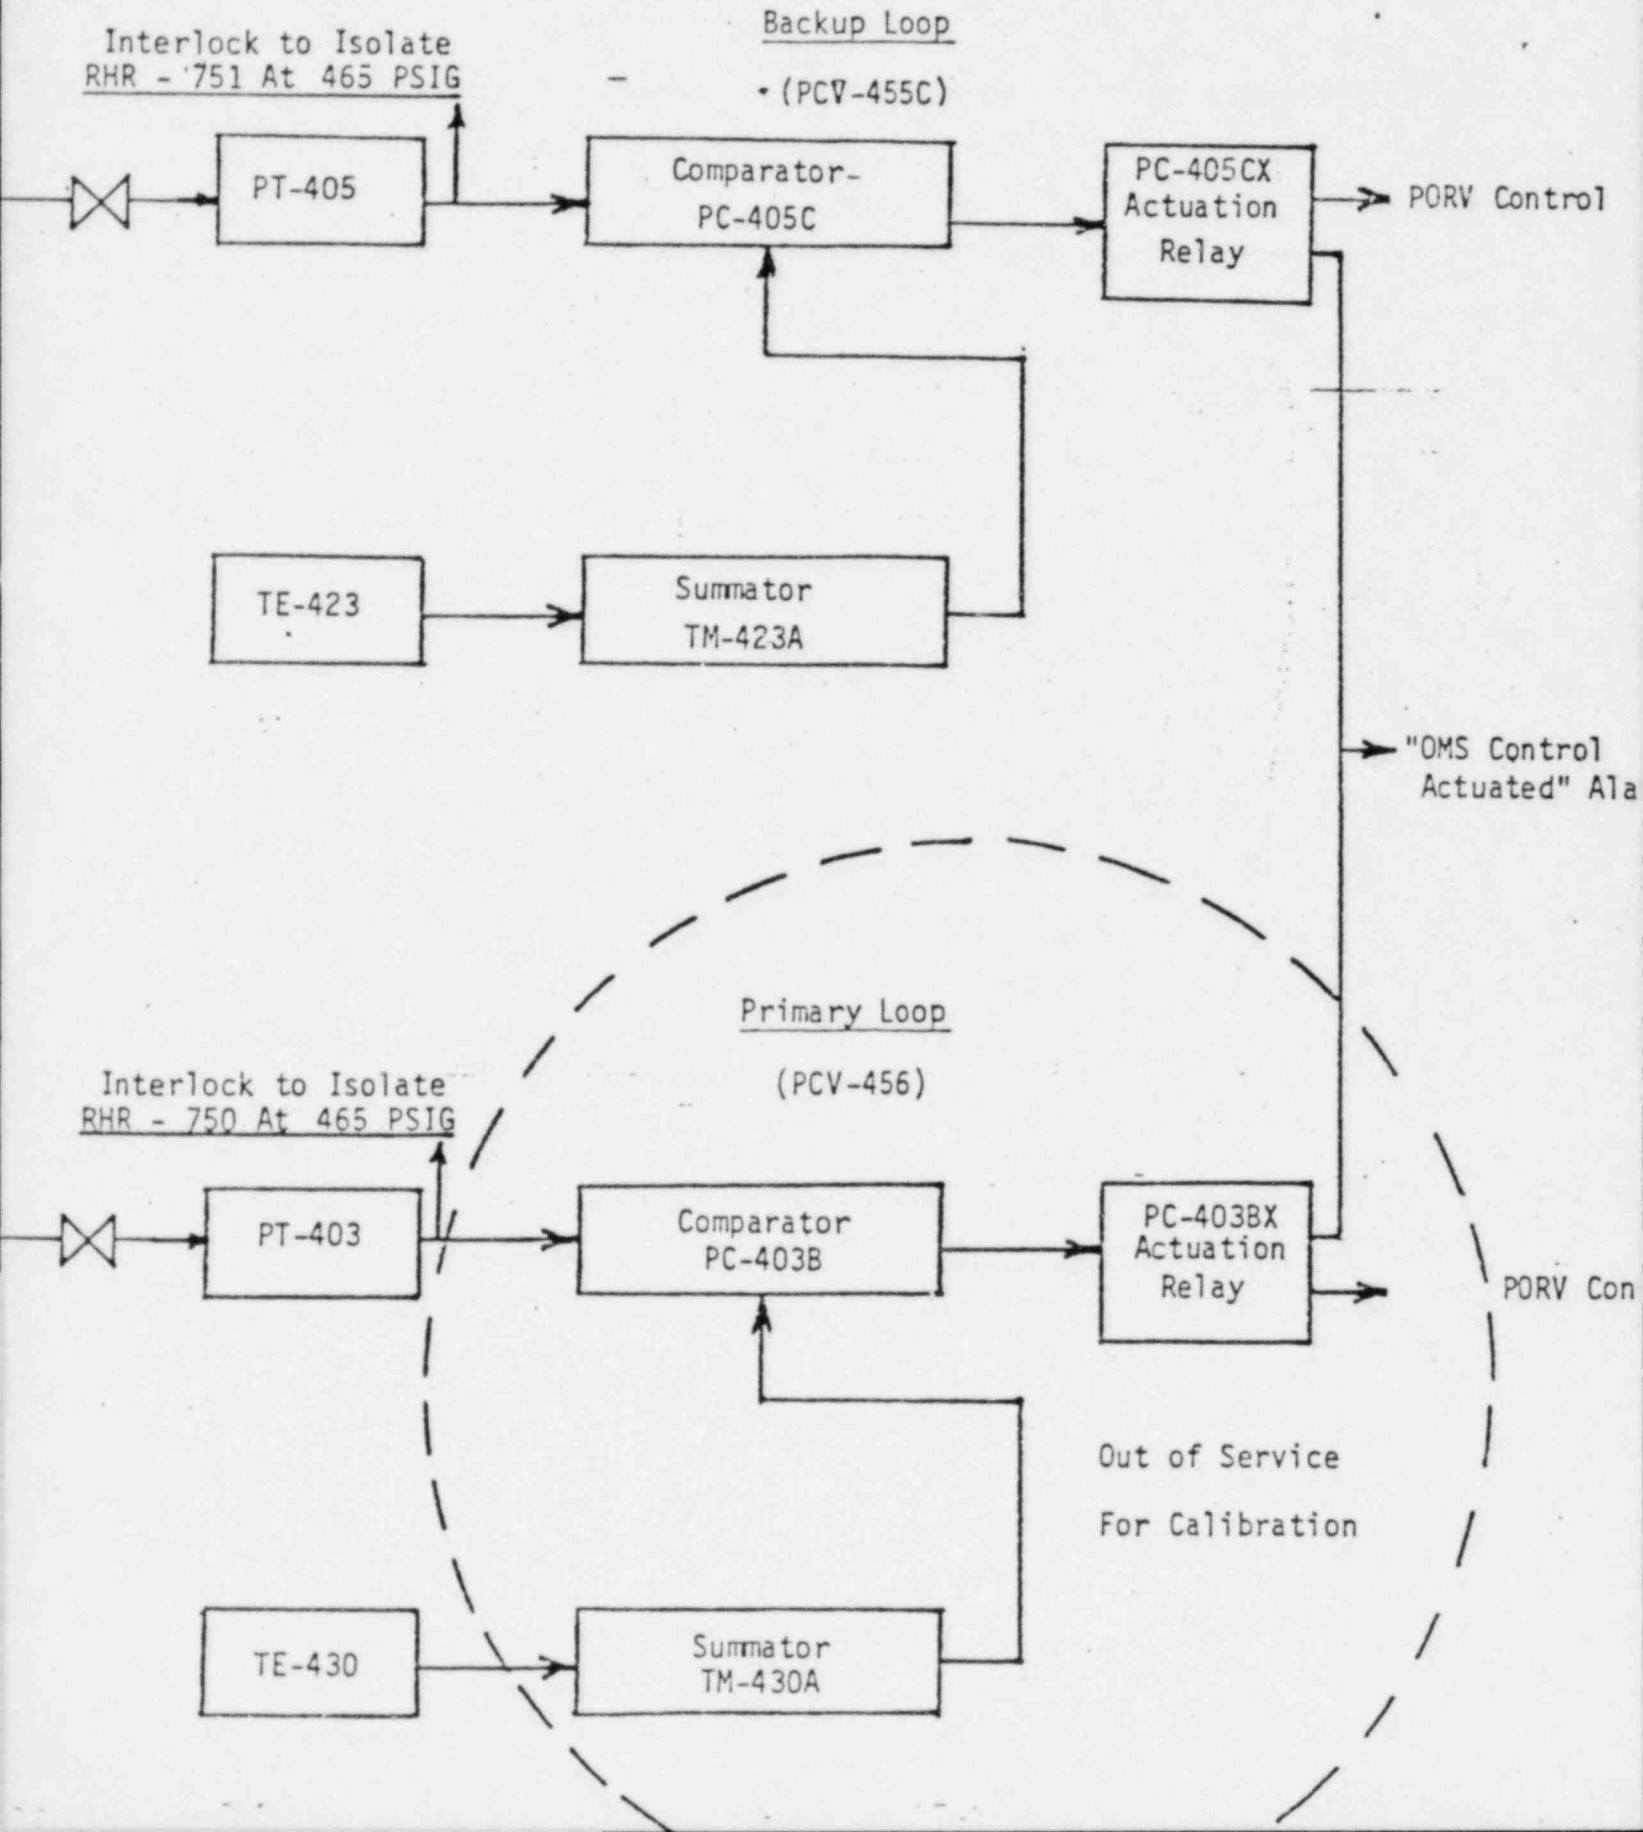 Backup Loop
(PCV-455C)
Interlock to Isolate
RHR - 751 At 465 PSIG
PT-405
Comparator-
PC-405C
PC-405CX
Actuation
Relay
PORV Control
TE-423
Summator
TM-423A
"OMS Control
Actuated" Ala
Primary Loop
(PCV-456)
Interlock to Isolate
RHR - 750 At 465 PSIG
PT-403
Comparator
PC-403B
PC-403BX
Actuation
Relay
PORV Con
Out of Service
For Calibration
TE-430
Summator
TM-430A